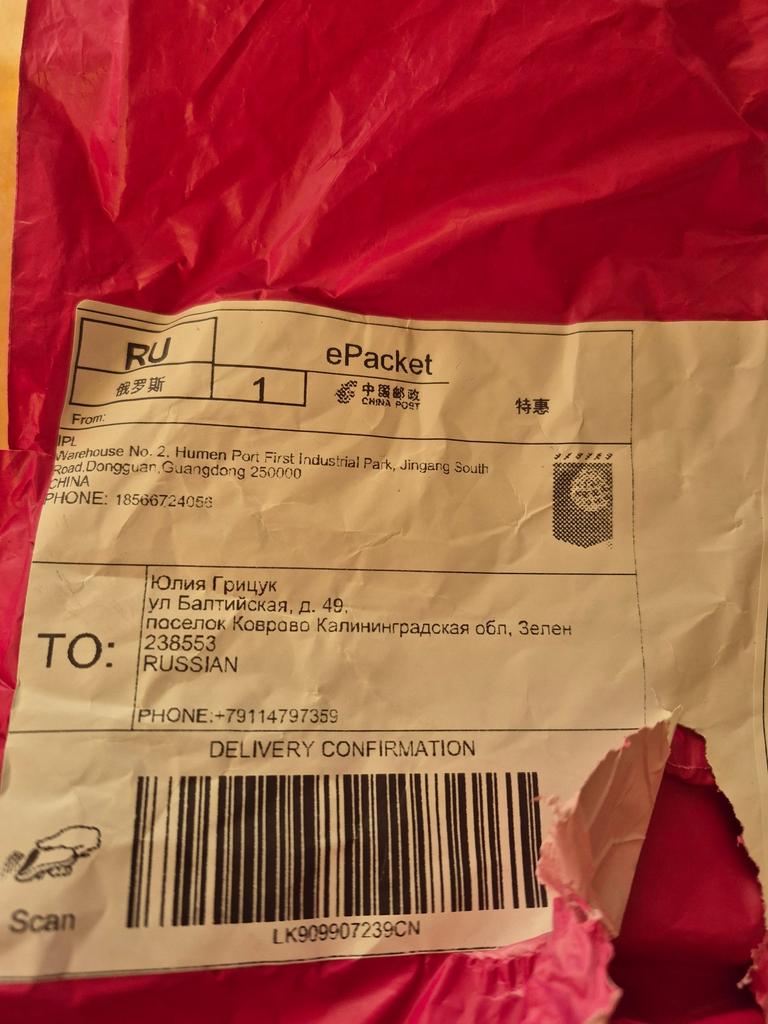 RU
ePacket
俄罗斯
1
中国邮政
CHINA POST
特惠
From:
IPL
Warehouse No. 2, Humen Port First Industrial Park, Jingang South
Road,Dongguan,Guangdong 250000
CHINA
PHONE: 18566724056
TO:
Юлия Грицук
ул Балтийская, д. 49,
поселок Коврово Калининградская обл, Зелен
238553
RUSSIAN
PHONE:+79114797359
DELIVERY CONFIRMATION
Scan
LK909907239CN